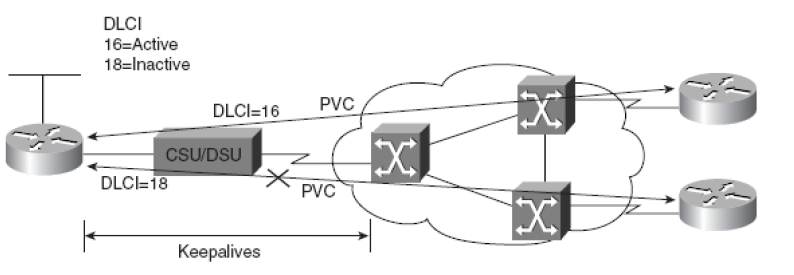 DLCI
16=Active
18=Inactive
DLCI=16
PVC
CSU/DSU
DLCI=18
PVC
Keepalives